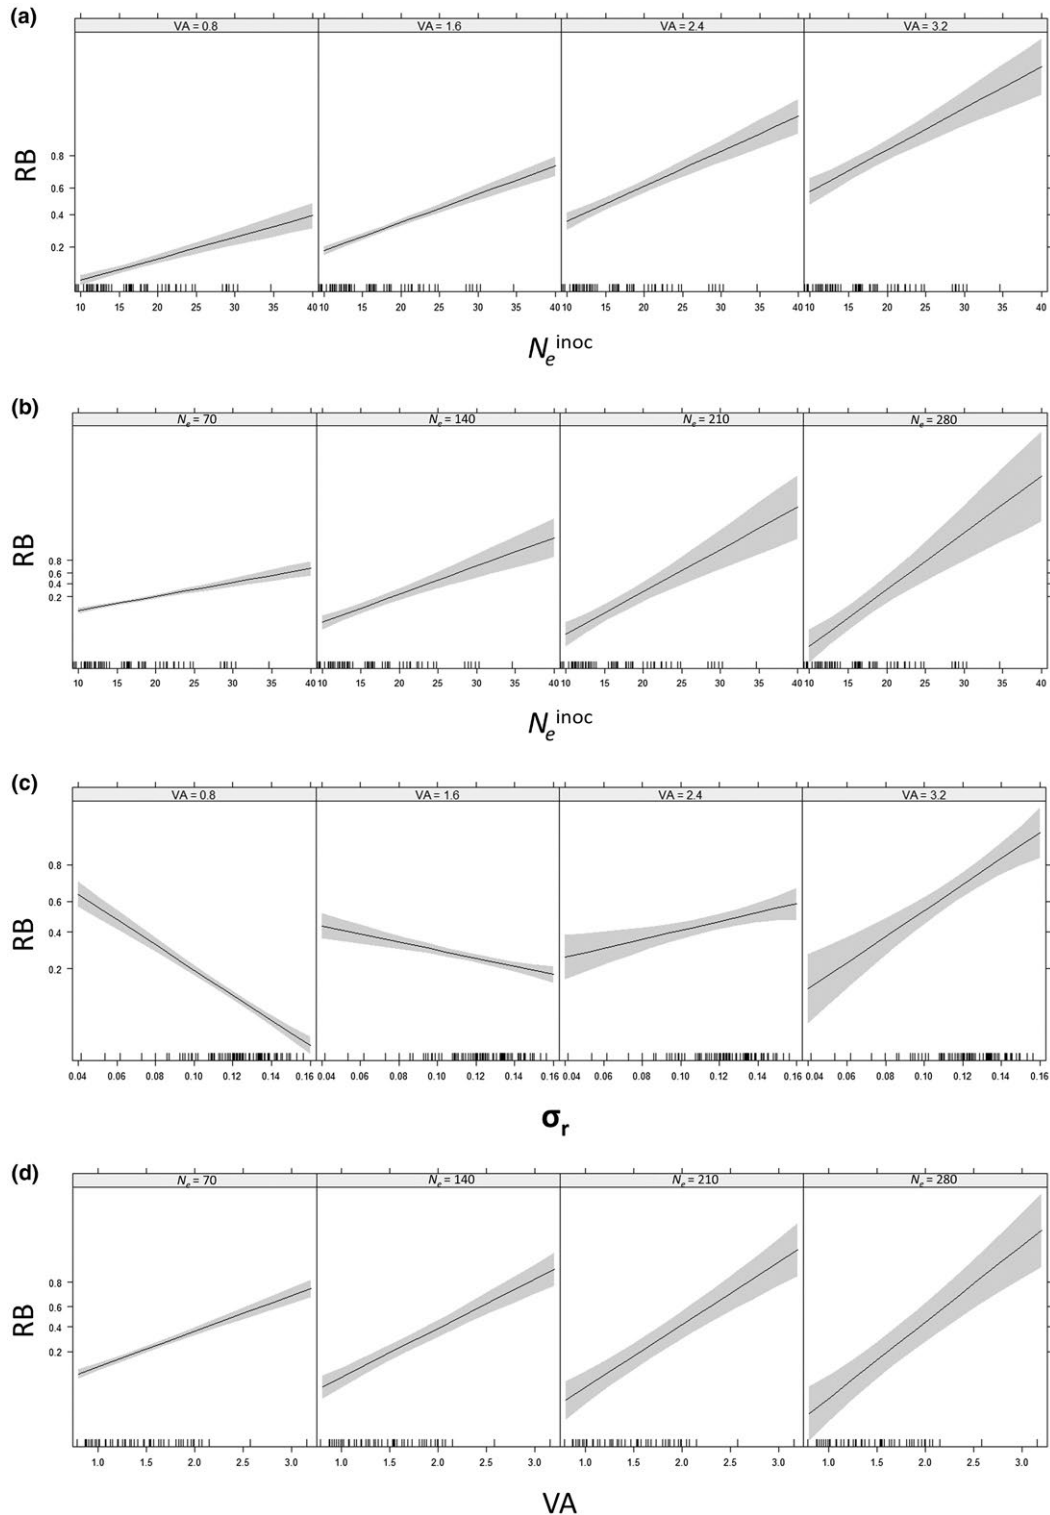 (a)
VA = 0.8 VA = 1.6 VA = 2.4 VA = 3.2
RB
0.8
0.6
0.4
0.2
10 15 20 25 30 35 40 10 15 20 25 30 35 40 10 15 20 25 30 35 40 10 15 20 25 30 35 40
Nₑ^inoc
(b)
Nₑ = 70 Nₑ = 140 Nₑ = 210 Nₑ = 280
RB
0.8
0.6
0.4
0.2
10 15 20 25 30 35 40 10 15 20 25 30 35 40 10 15 20 25 30 35 40 10 15 20 25 30 35 40
Nₑ^inoc
(c)
VA = 0.8 VA = 1.6 VA = 2.4 VA = 3.2
RB
0.8
0.6
0.4
0.2
0.04 0.06 0.08 0.10 0.12 0.14 0.16 0.04 0.06 0.08 0.10 0.12 0.14 0.16 0.04 0.06 0.08 0.10 0.12 0.14 0.16 0.04 0.06 0.08 0.10 0.12 0.14 0.16
σᵣ
(d)
Nₑ = 70 Nₑ = 140 Nₑ = 210 Nₑ = 280
RB
0.8
0.6
0.4
0.2
1.0 1.5 2.0 2.5 3.0 1.0 1.5 2.0 2.5 3.0 1.0 1.5 2.0 2.5 3.0 1.0 1.5 2.0 2.5 3.0
VA